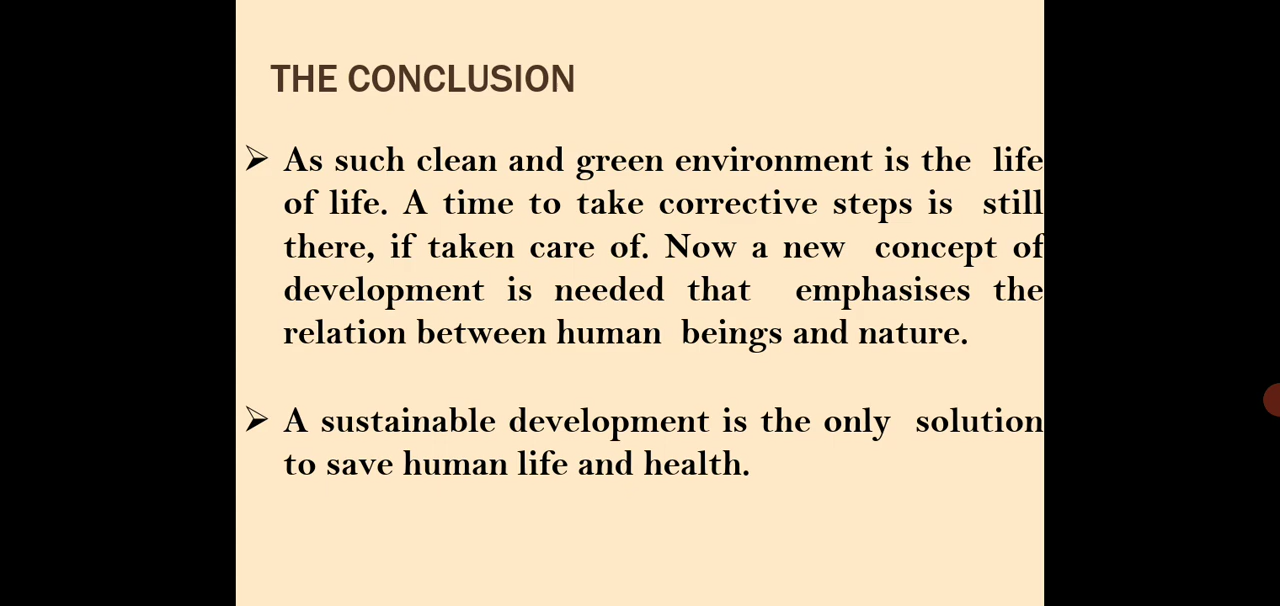 THE CONCLUSION
➢ As such clean and green environment is the life
of life. A time to take corrective steps is still
there, if taken care of. Now a new concept of
development is needed that emphasises the
relation between human beings and nature.
➢ A sustainable development is the only solution
to save human life and health.